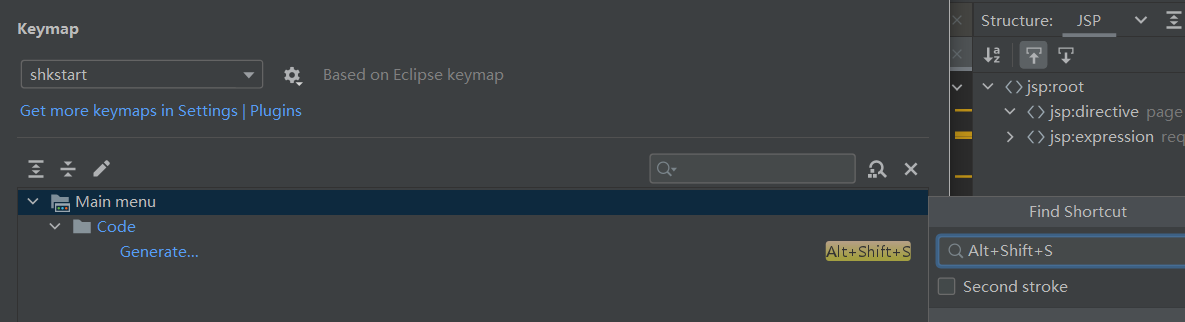 Keymap
shkstart
Based on Eclipse keymap
Get more keymaps in Settings | Plugins
Main menu
Code
Generate...
Alt+Shift+S
Structure:
JSP
jsp:root
jsp:directive page
jsp:expression req
Find Shortcut
Alt+Shift+S
Second stroke